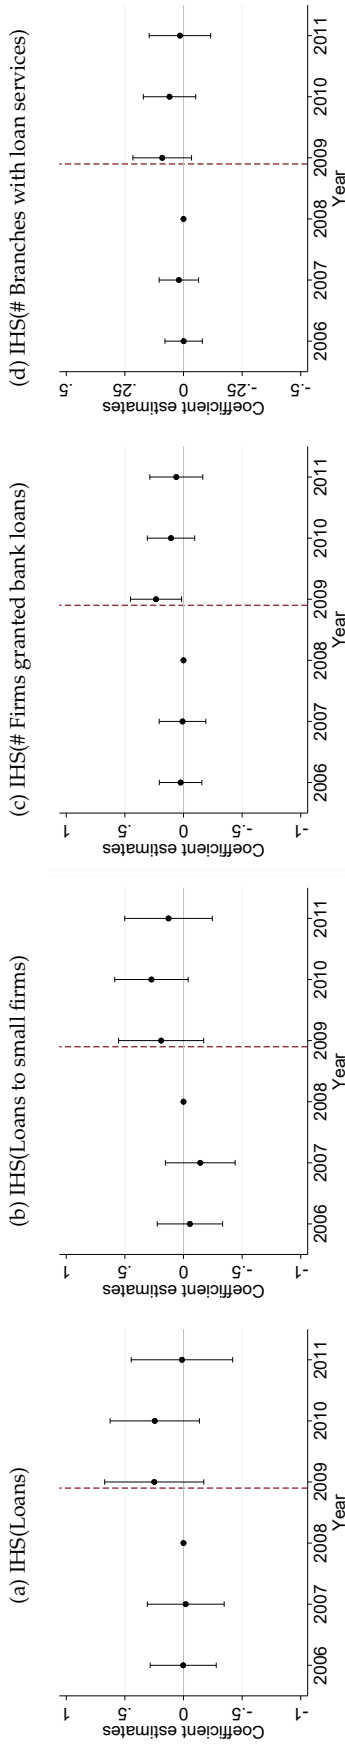 (a) IHS(Loans)
Coefficient estimates
1
.5
0
-.5
-1
2006 2007 2008 2009 2010 2011
Year
(b) IHS(Loans to small firms)
Coefficient estimates
1
.5
0
-.5
-1
2006 2007 2008 2009 2010 2011
Year
(c) IHS(# Firms granted bank loans)
Coefficient estimates
1
.5
0
-.5
-1
2006 2007 2008 2009 2010 2011
Year
(d) IHS(# Branches with loan services)
Coefficient estimates
.5
.25
0
-.25
-.5
2006 2007 2008 2009 2010 2011
Year